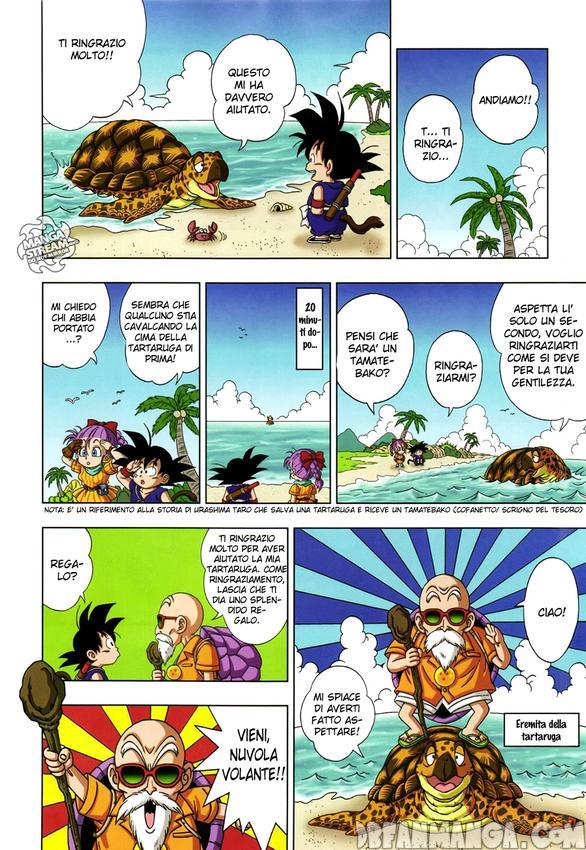 TI RINGRAZIO
MOLTO!!
QUESTO
MI HA
DAVVERO
AIUTATO.
ANDIAMO!!
T... TI
RINGRA-
ZIO...
MANGA
STREAM
MI CHIEDO
CHI ABBIA
PORTATO
...?
SEMBRA CHE
QUALCUNO STIA
CAVALCANDO LA
CIMA DELLA
TARTARUGA DI
PRIMA!
20
minu-
ti do-
po...
PENSI CHE
SARA' UN
TAMATE-
BAKO?
RINGRA-
ZIARMI?
ASPETTA LI'
SOLO UN SE-
CONDO, VOGLIO
RINGRAZIARTI
COME SI DEVE
PER LA TUA
GENTILEZZA.
NOTA: E' UN RIFERIMENTO ALLA STORIA DI URASHIMA TARO CHE SALVA UNA TARTARUGA E RICEVE UN TAMATEBAKO (COFANETTO/ SCRIGNO DEL TESORO)
REGA-
LO?
TI RINGRAZIO
MOLTO PER AVER
AIUTATO LA MIA
TARTARUGA. COME
RINGRAZIAMENTO,
LASCIA CHE TI
DIA UNO SPLEN-
DIDO RE-
GALO.
CIAO!
MI SPIACE
DI AVERTI
FATTO AS-
PETTARE!
Eremita della
tartaruga
VIENI,
NUVOLA
VOLANTE!!
DBFANMANGA.COM